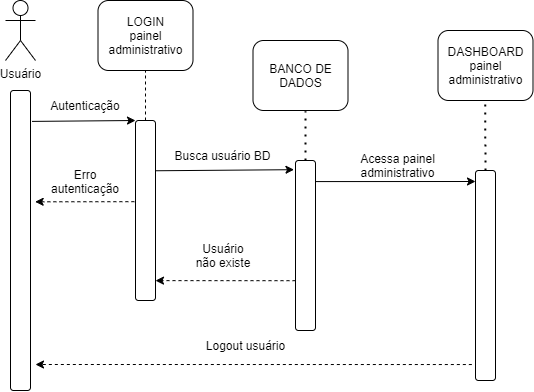 Usuário
LOGIN
painel
administrativo
BANCO DE
DADOS
DASHBOARD
painel
administrativo
Autenticação
Busca usuário BD
Acessa painel
administrativo
Erro
autenticação
Usuário
não existe
Logout usuário